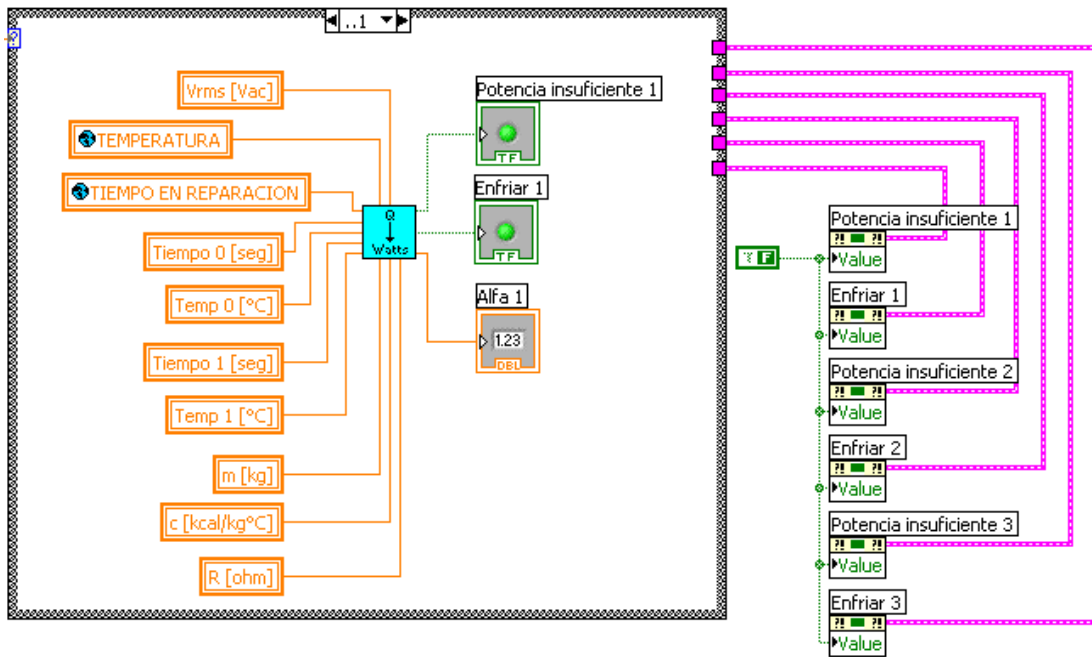 ..1
?
Vrms [Vac]
TEMPERATURA
TIEMPO EN REPARACION
Tiempo 0 [seg]
Temp 0 [°C]
Tiempo 1 [seg]
Temp 1 [°C]
m [kg]
c [kcal/kg°C]
R [ohm]
Q
Watts
Potencia insuficiente 1
TF
Enfriar 1
TF
Alfa 1
1.23
DBL
F
Potencia insuficiente 1
?! ?!
Value
Enfriar 1
?! ?!
Value
Potencia insuficiente 2
?! ?!
Value
Enfriar 2
?! ?!
Value
Potencia insuficiente 3
?! ?!
Value
Enfriar 3
?! ?!
Value